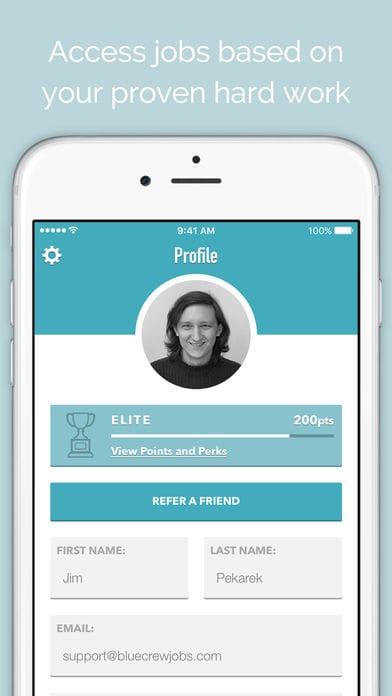 Access jobs based on
your proven hard work
9:41 AM
100%
Profile
ELITE
200pts
View Points and Perks
REFER A FRIEND
FIRST NAME:
LAST NAME:
Jim
Pekarek
EMAIL:
support@bluecrewjobs.com